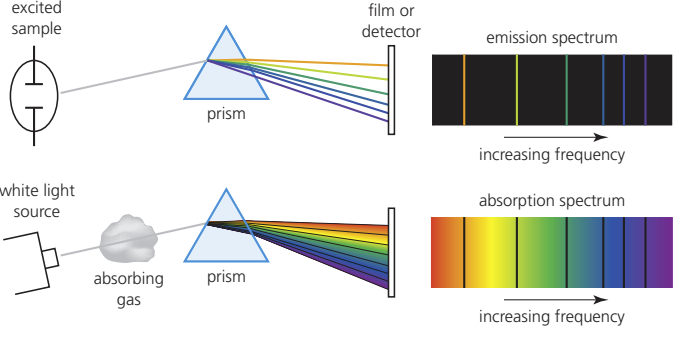 excited
sample
film or
detector
emission spectrum
prism
increasing frequency
white light
source
absorption spectrum
absorbing
gas
prism
increasing frequency